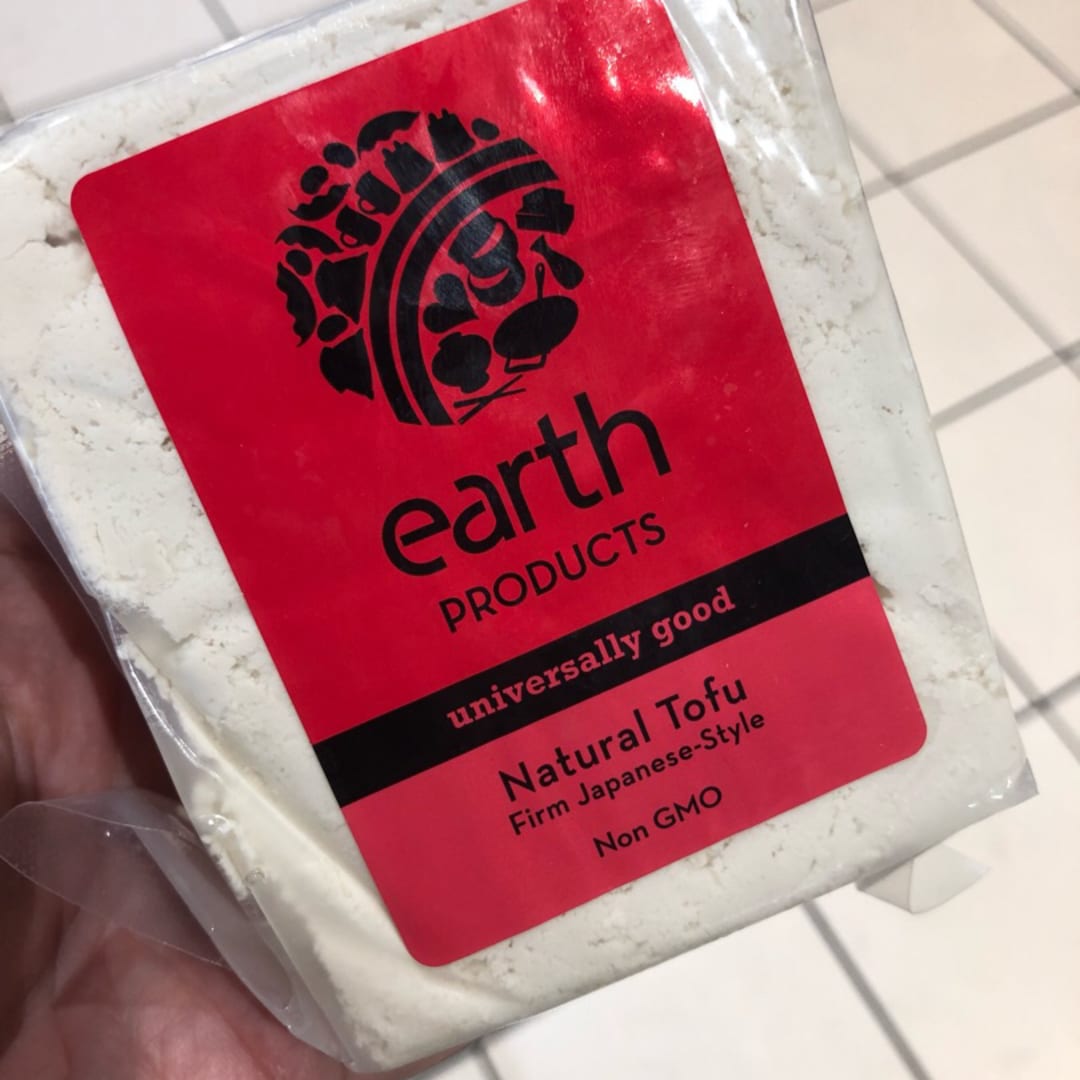 earth
PRODUCTS
universally good
Natural Tofu
Firm Japanese-Style
Non GMO